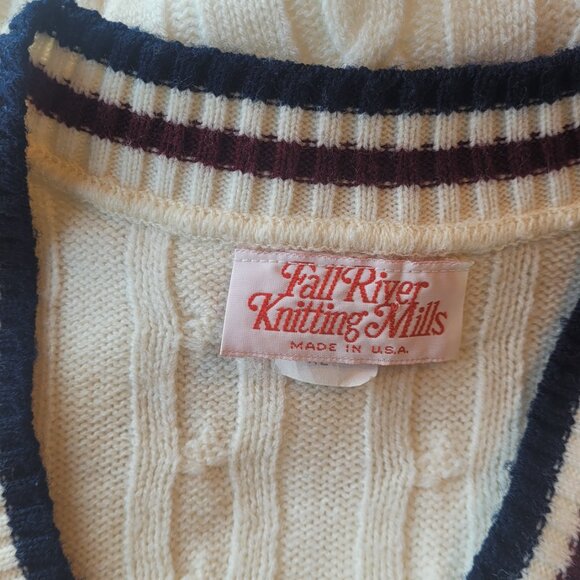 Fall River
Knitting Mills
MADE IN U.S.A.